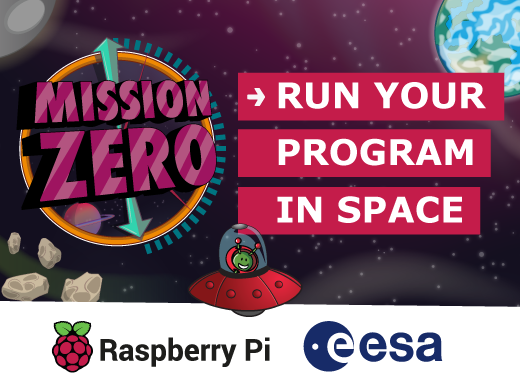 MISSION
ZERO
→ RUN YOUR
PROGRAM
IN SPACE
Raspberry Pi
esa